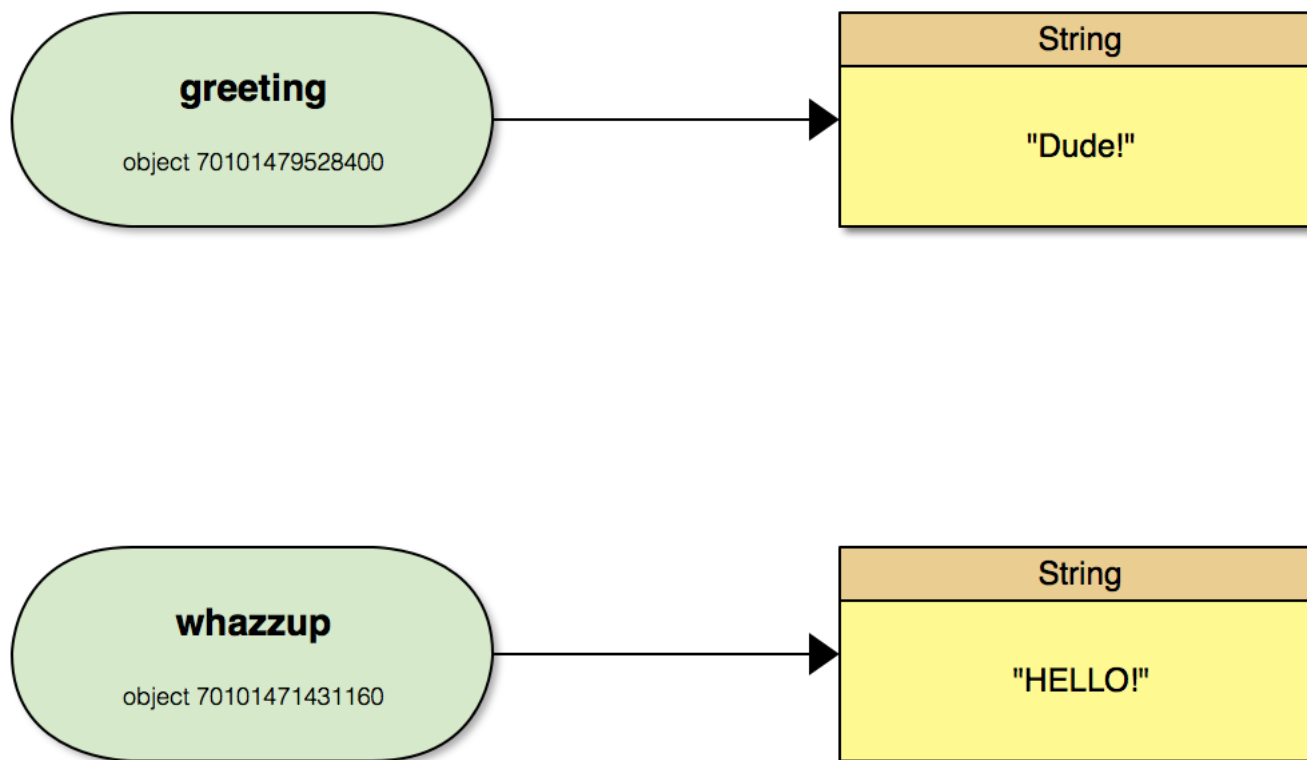 greeting
object 70101479528400
String
"Dude!"
whazzup
object 70101471431160
String
"HELLO!"